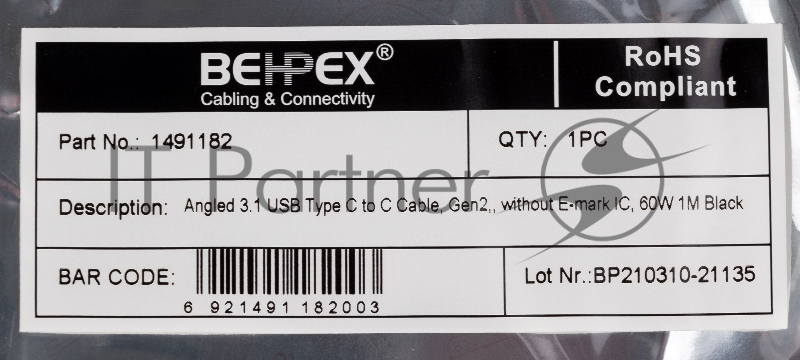 BEHPEX®
Cabling & Connectivity
RoHS
Compliant
Part No.: 1491182
QTY: 1PC
Description: Angled 3.1 USB Type C to C Cable, Gen2,, without E-mark IC, 60W 1M Black
BAR CODE:
6 921491 182003
Lot Nr.:BP210310-21135
IT Partner